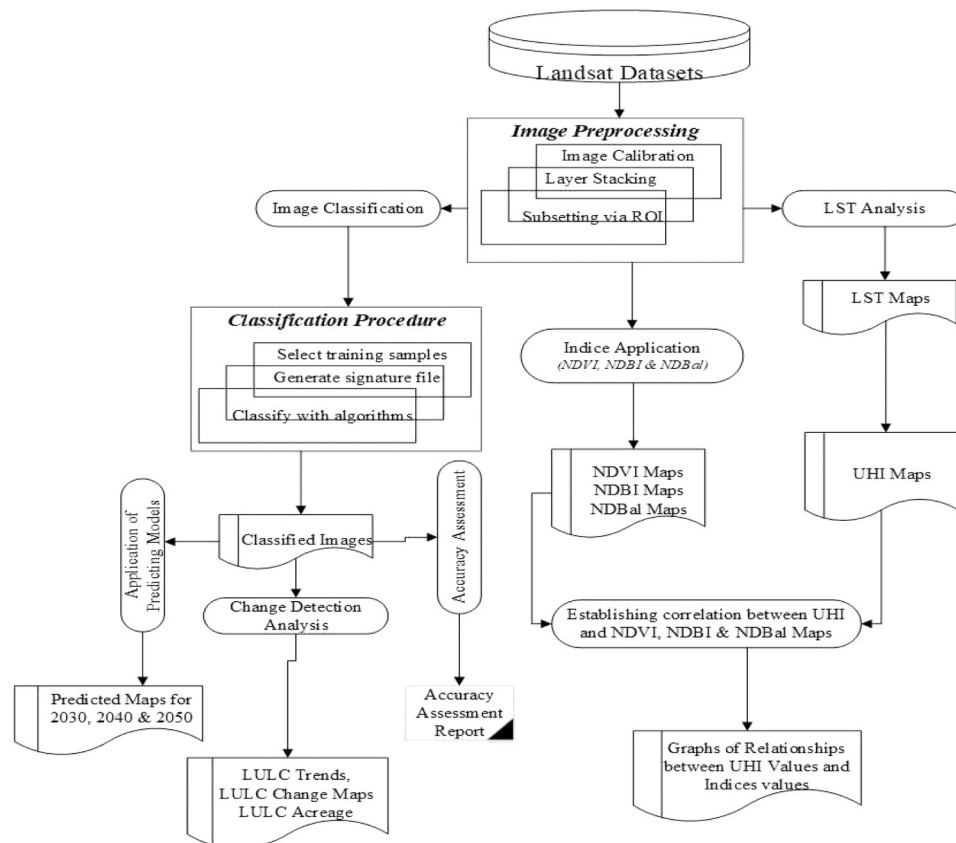 Landsat Datasets
Image Preprocessing
Image Calibration
Layer Stacking
Subsetting via ROI
Image Classification
LST Analysis
LST Maps
Classification Procedure
Select training samples
Generate signature file
Classify with algorithms
Indice Application
(NDVI, NDBI & NDBal)
UHI Maps
NDVI Maps
NDBI Maps
NDBal Maps
Application of
Predicting Models
Classified Images
Accuracy Assessment
Change Detection
Analysis
Establishing correlation between UHI
and NDVI, NDBI & NDBal Maps
Predicted Maps for
2030, 2040 & 2050
Accuracy
Assessment
Report
LULC Trends,
LULC Change Maps
LULC Acreage
Graphs of Relationships
between UHI Values and
Indices values